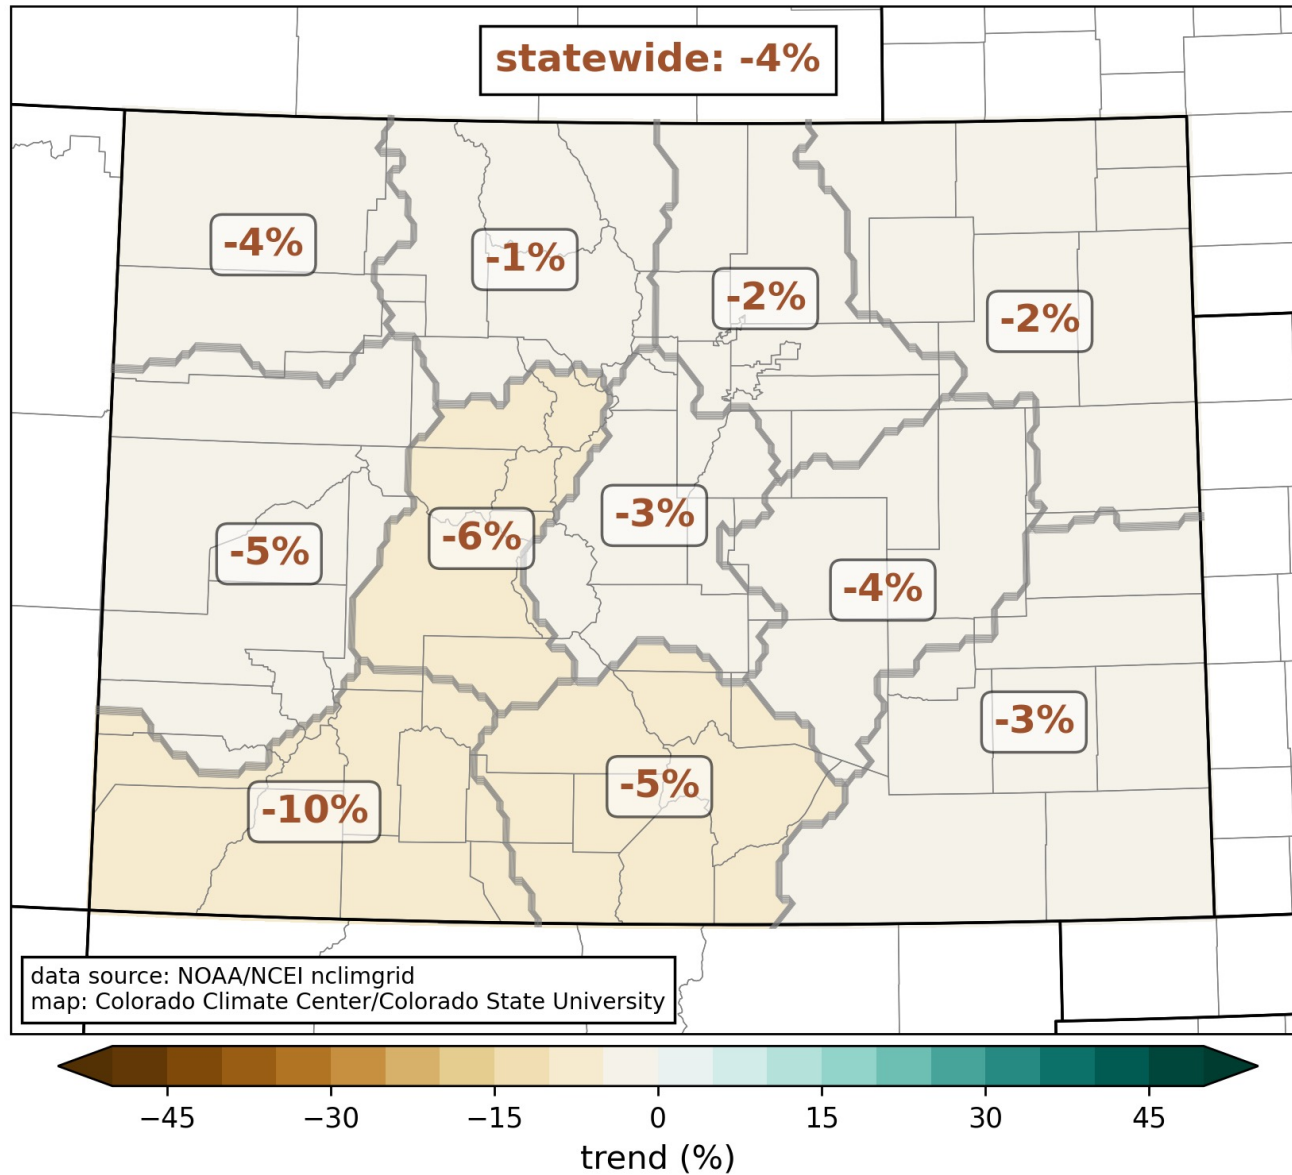 statewide: -4%
-4%
-1%
-2%
-2%
-5%
-6%
-3%
-4%
-3%
-10%
-5%
data source: NOAA/NCEI nclimgrid
map: Colorado Climate Center/Colorado State University
−45 −30 −15 0 15 30 45
trend (%)